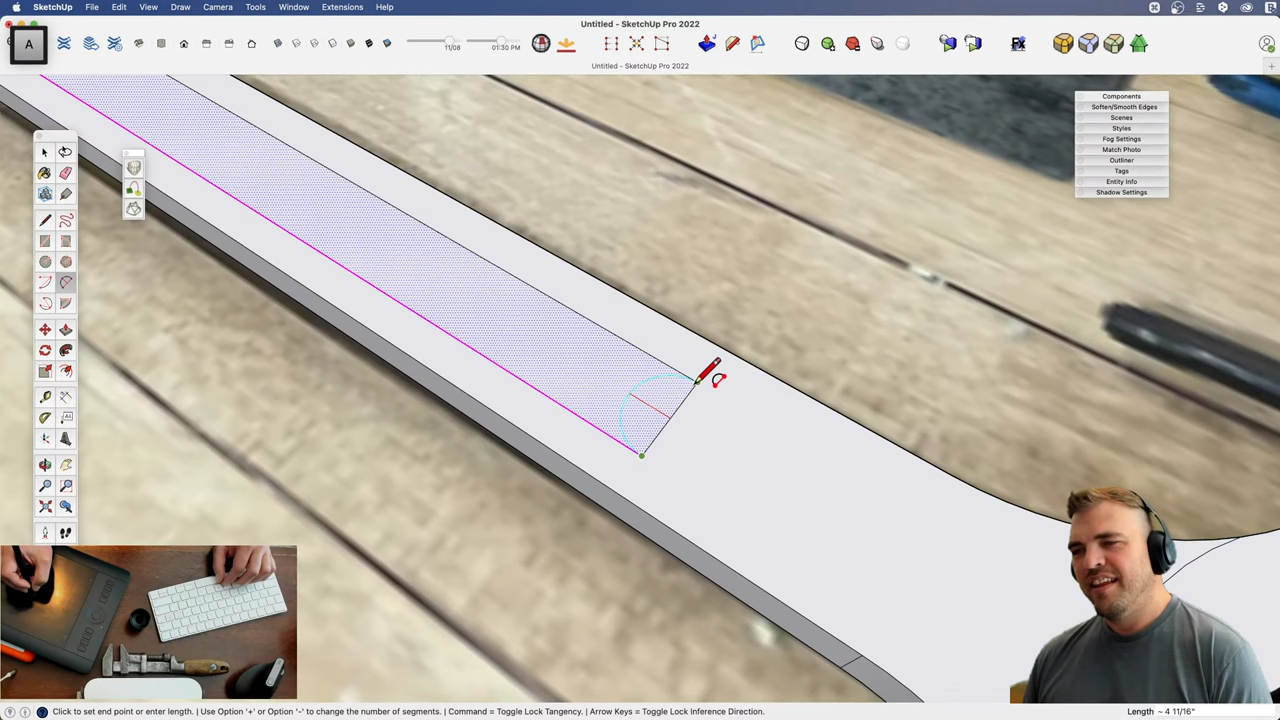 SketchUp File Edit View Draw Camera Tools Window Extensions Help
Untitled - SketchUp Pro 2022
A
11/08
01:30 PM
Untitled - SketchUp Pro 2022
Components
Soften/Smooth Edges
Scenes
Styles
Fog Settings
Match Photo
Outliner
Tags
Entity Info
Shadow Settings
Click to set end point or enter length. | Use Option '+' or Option '-' to change the number of segments. | Command = Toggle Lock Tangency. | Arrow Keys = Toggle Lock Inference Direction. Length ~ 4 11/16"